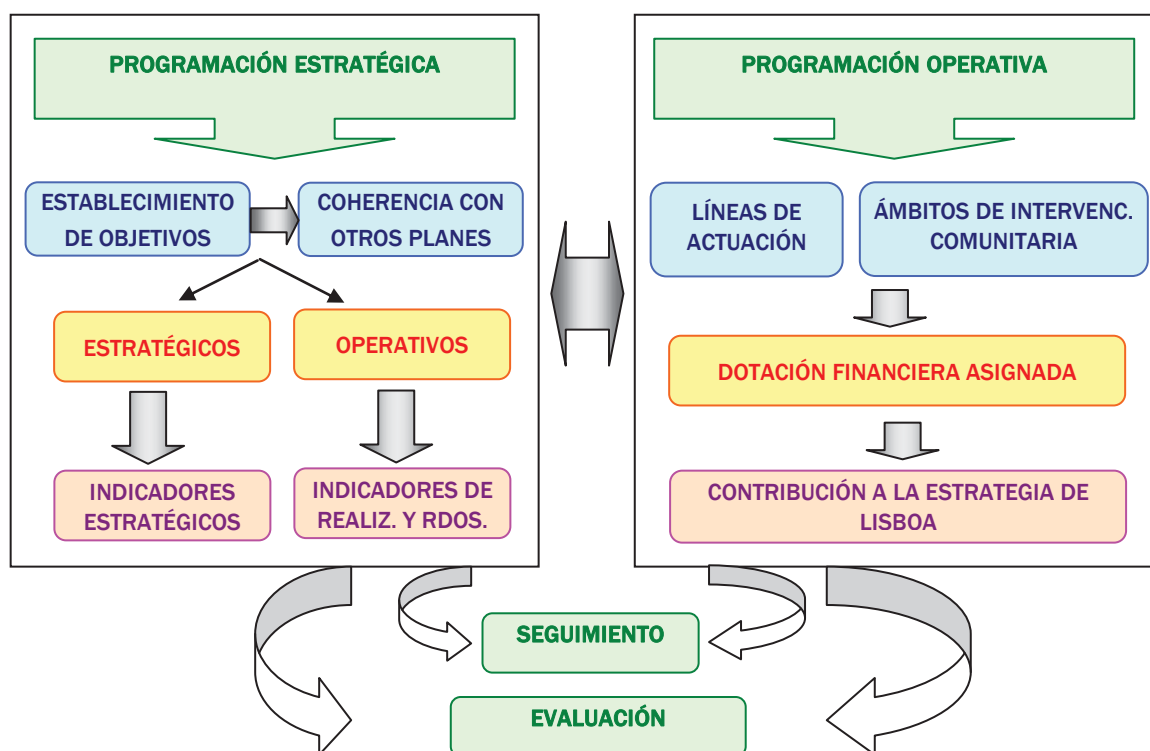 PROGRAMACIÓN ESTRATÉGICA
ESTABLECIMIENTO
DE OBJETIVOS
COHERENCIA CON
OTROS PLANES
ESTRATÉGICOS
OPERATIVOS
INDICADORES
ESTRATÉGICOS
INDICADORES DE
REALIZ. Y RDOS.
PROGRAMACIÓN OPERATIVA
LÍNEAS DE
ACTUACIÓN
ÁMBITOS DE INTERVENC.
COMUNITARIA
DOTACIÓN FINANCIERA ASIGNADA
CONTRIBUCIÓN A LA ESTRATEGIA DE
LISBOA
SEGUIMIENTO
EVALUACIÓN